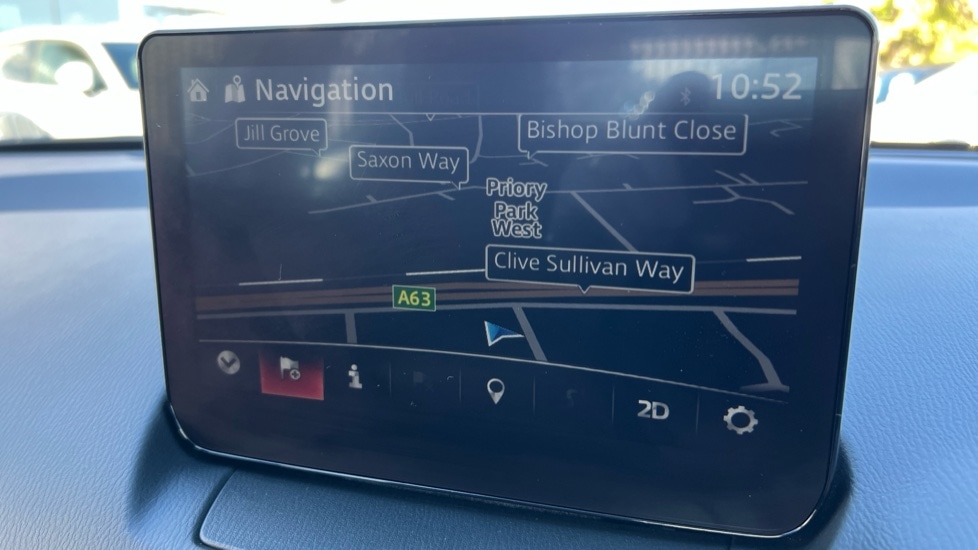 Navigation
10:52
Jill Grove
Bishop Blunt Close
Saxon Way
Priory
Park
West
Clive Sullivan Way
A63
2D